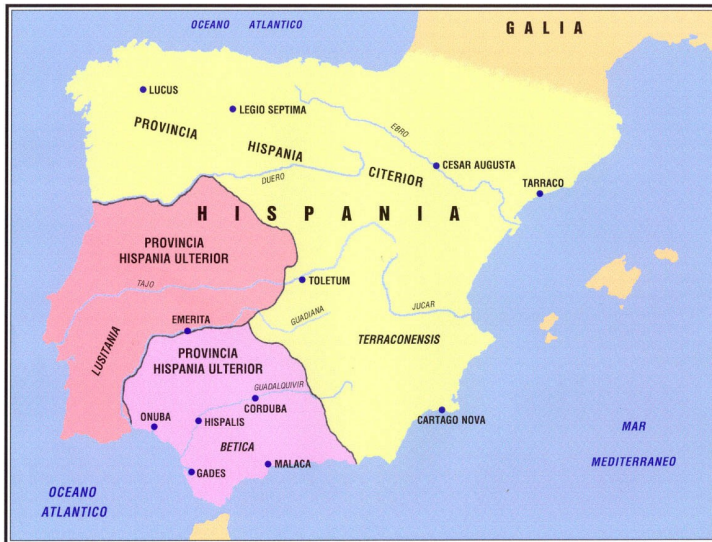 OCEANO ATLANTICO
GALIA
LUCUS
LEGIO SEPTIMA
PROVINCIA HISPANIA CITERIOR
EBRO
CESAR AUGUSTA
TARRACO
DUERO
HISPANIA
PROVINCIA
HISPANIA ULTERIOR
TAJO
TOLETUM
JUCAR
GUADIANA
EMERITA
LUSITANIA
TERRACONENSIS
PROVINCIA
HISPANIA ULTERIOR
GUADALQUIVIR
CORDUBA
ONUBA
HISPALIS
CARTAGO NOVA
BETICA
MALACA
GADES
MAR
MEDITERRANEO
OCEANO
ATLANTICO